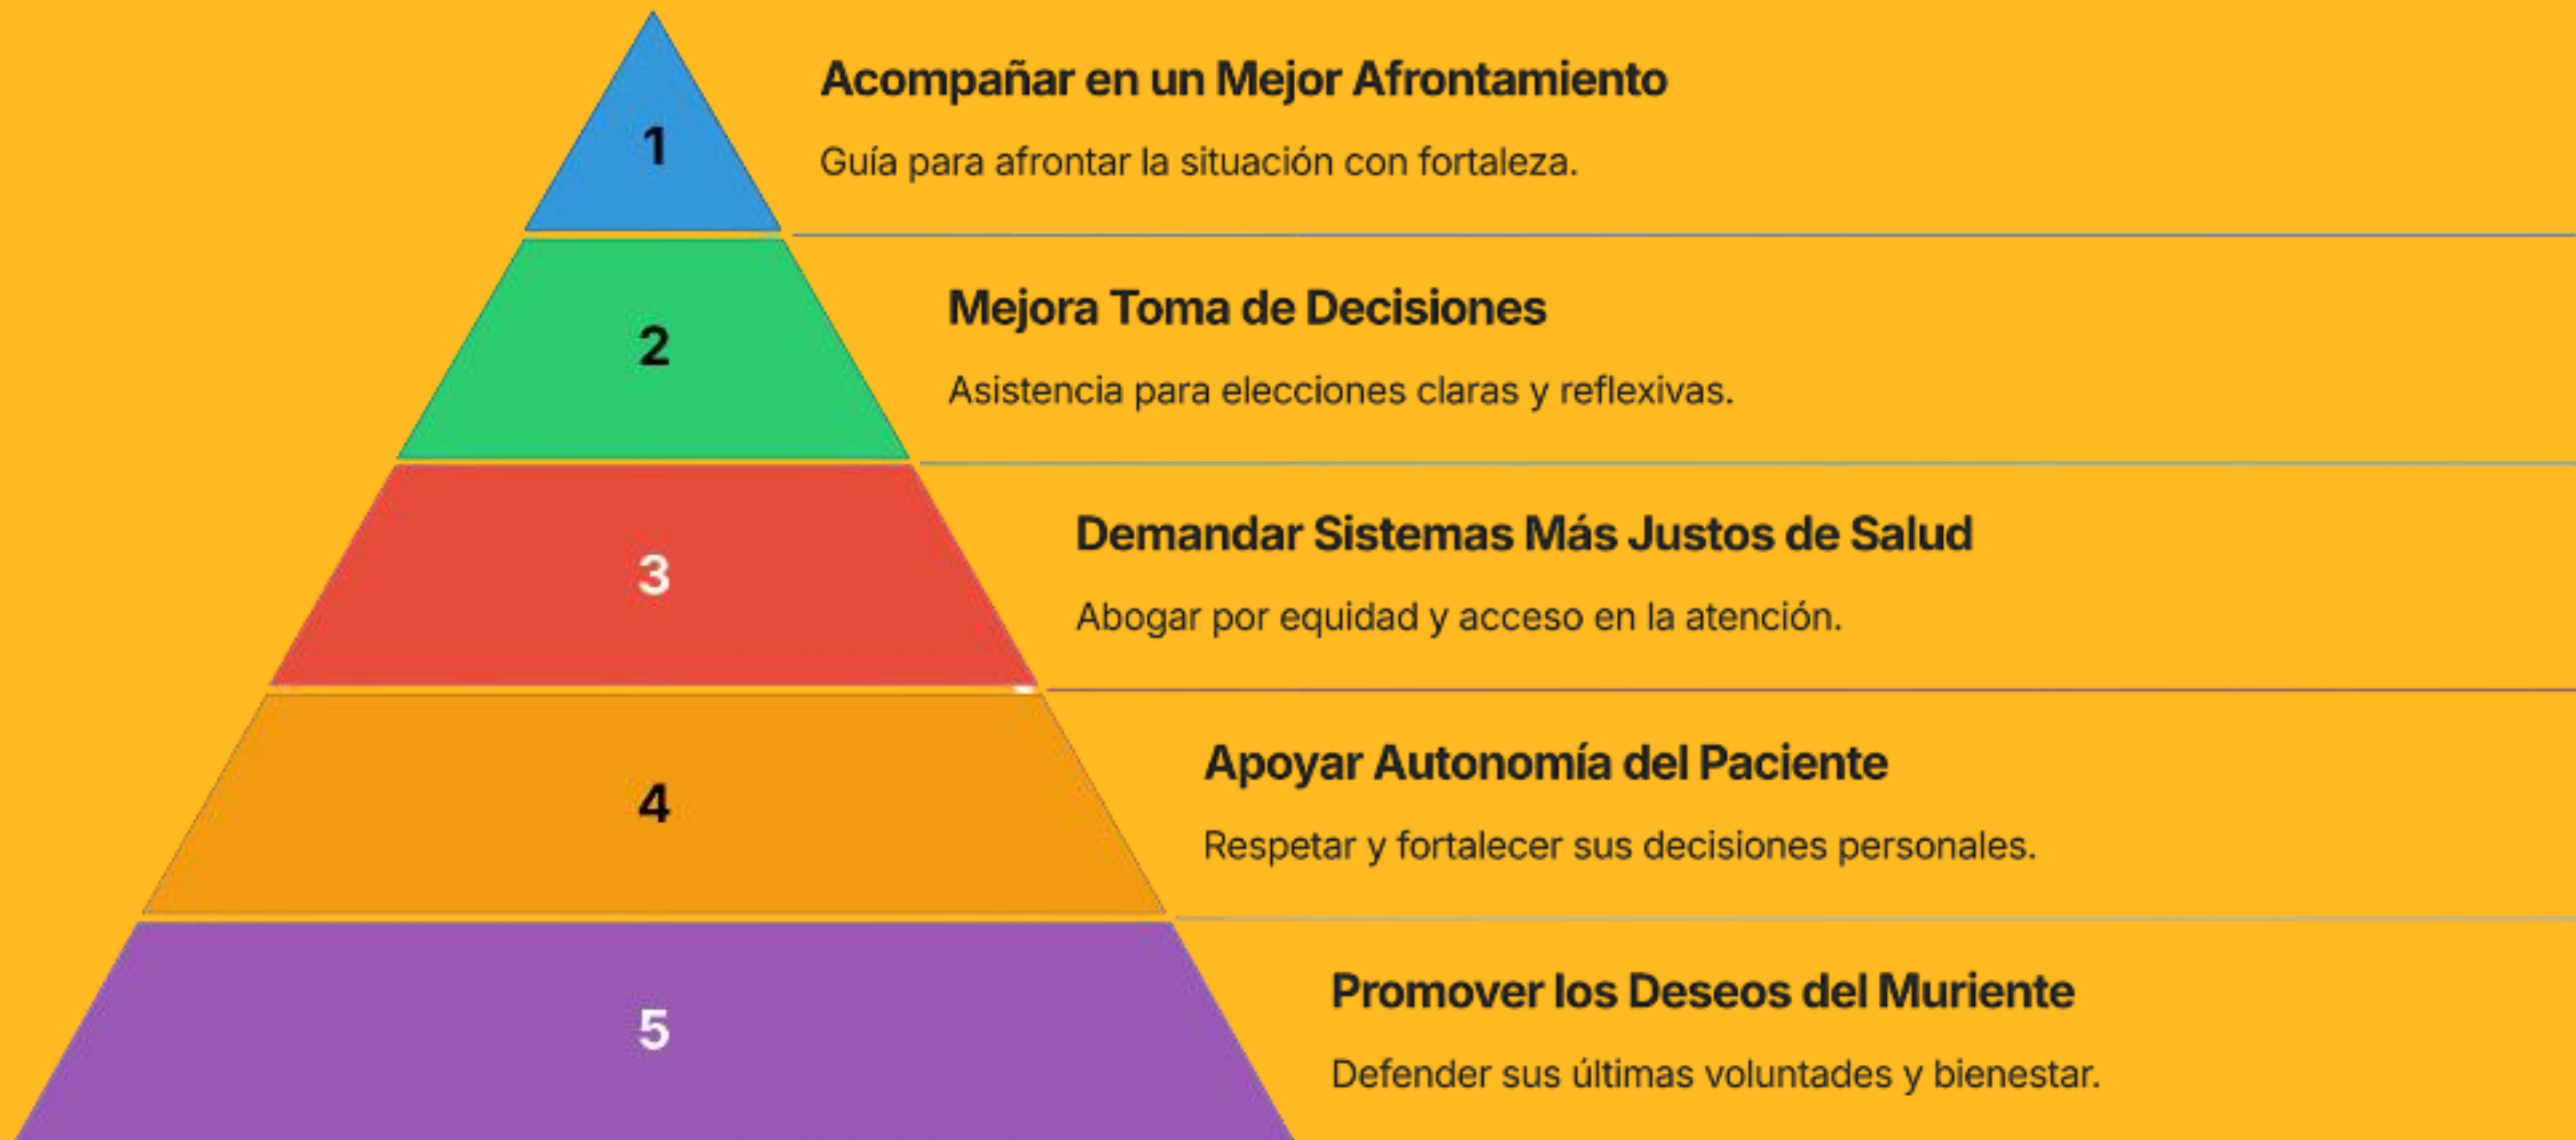 1
Acompañar en un Mejor Afrontamiento
Guía para afrontar la situación con fortaleza.
2
Mejora Toma de Decisiones
Asistencia para elecciones claras y reflexivas.
3
Demandar Sistemas Más Justos de Salud
Abogar por equidad y acceso en la atención.
4
Apoyar Autonomía del Paciente
Respetar y fortalecer sus decisiones personales.
5
Promover los Deseos del Muriente
Defender sus últimas voluntades y bienestar.